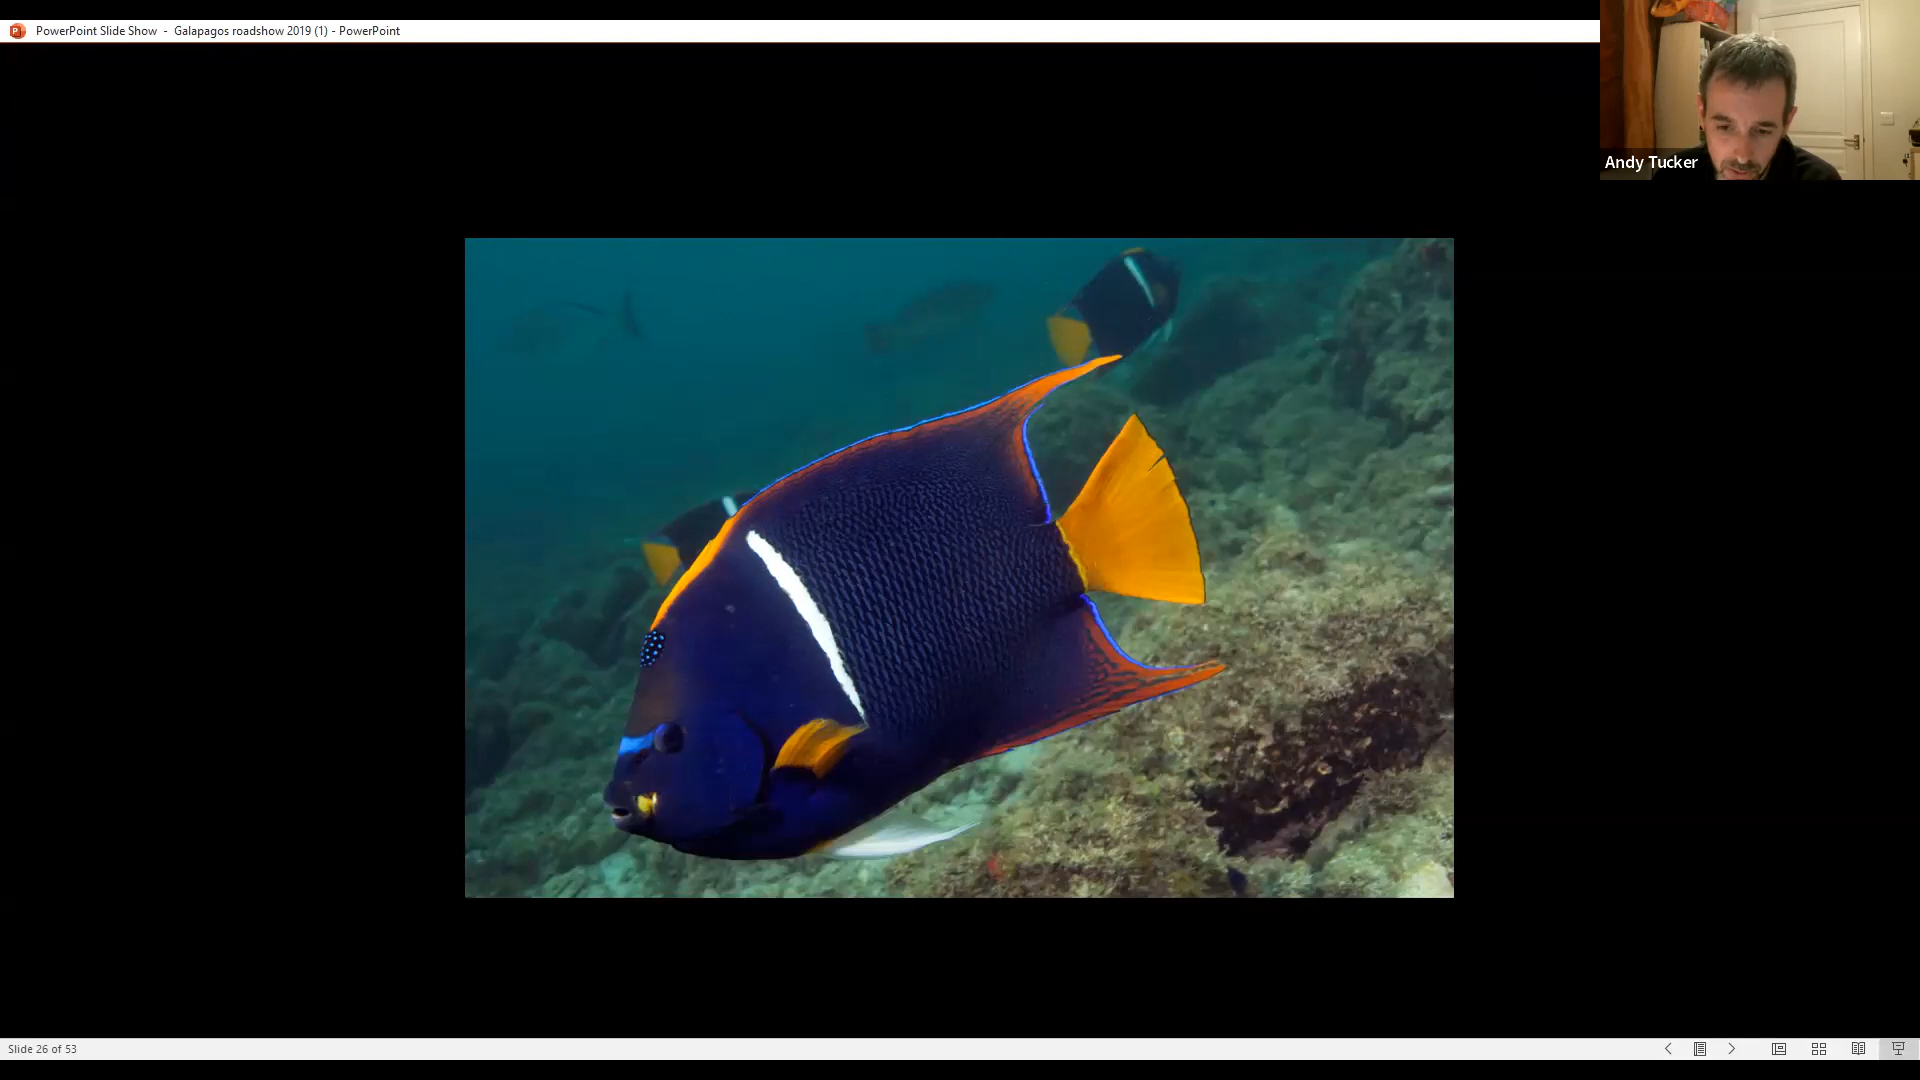 PowerPoint Slide Show - Galapagos roadshow 2019 (1) - PowerPoint
Andy Tucker
Slide 26 of 53